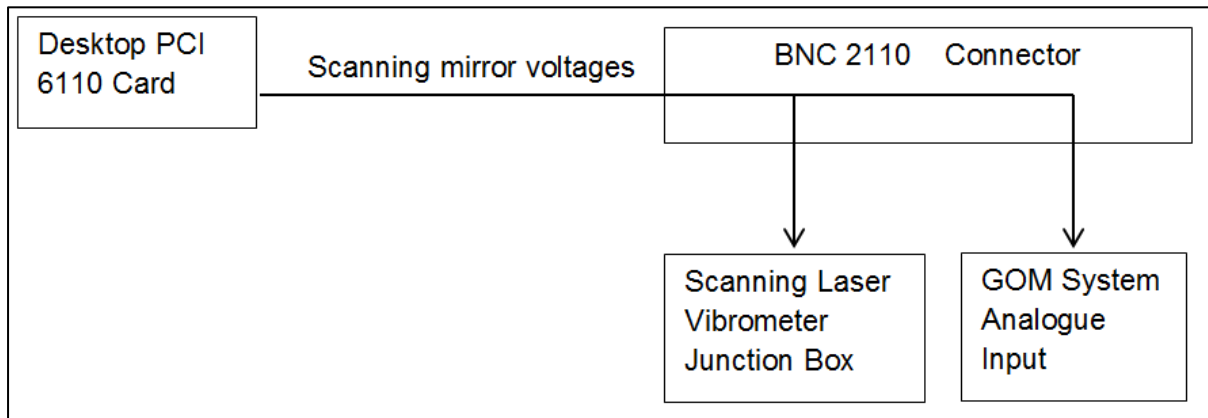 Desktop PCI
6110 Card
Scanning mirror voltages
BNC 2110 Connector
Scanning Laser
Vibrometer
Junction Box
GOM System
Analogue
Input